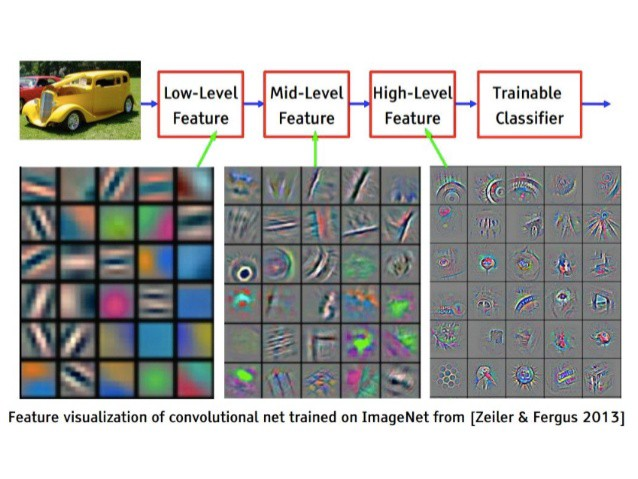 Low-Level
Feature
Mid-Level
Feature
High-Level
Feature
Trainable
Classifier
Feature visualization of convolutional net trained on ImageNet from [Zeiler & Fergus 2013]